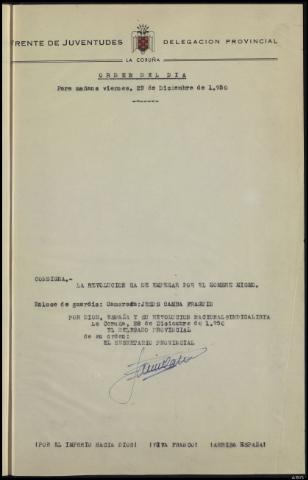 FRENTE DE JUVENTUDES DELEGACION PROVINCIAL
LA CORUÑA
ORDEN DEL DIA
Para mañana viernes, 29 de Diciembre de 1,950
CONSIGNA,-
LA REVOLUCION HA DE EMPEZAR POR EL HOMBRE MISMO.
Enlace de guardia: Camarada: JESUS GAMBA FRAGUIO
POR DIOS, ESPAÑA Y SU REVOLUCION NACIONAL-SINDICALISTA
La Coruña, 28 de Diciembre de 1,950
EL DELEGADO PROVINCIAL
de su orden:
EL SECRETARIO PROVINCIAL
¡POR EL IMPERIO HACIA DIOS! ¡VIVA FRANCO! ¡ARRIBA ESPAÑA!